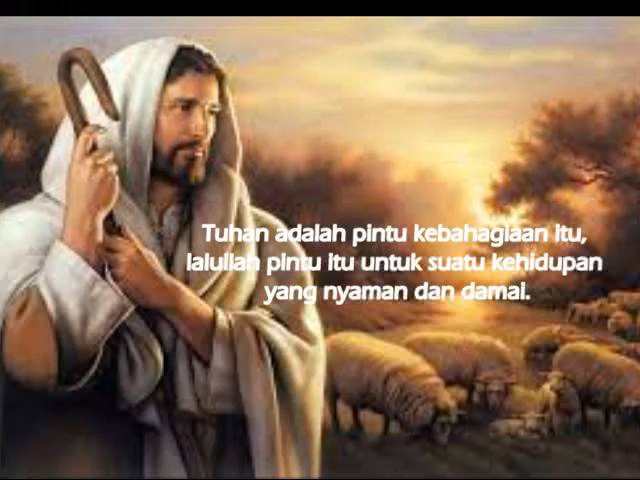 Tuhan adalah pintu kebahagiaan itu,
laluilah pintu itu untuk suatu kehidupan
yang nyaman dan damai.